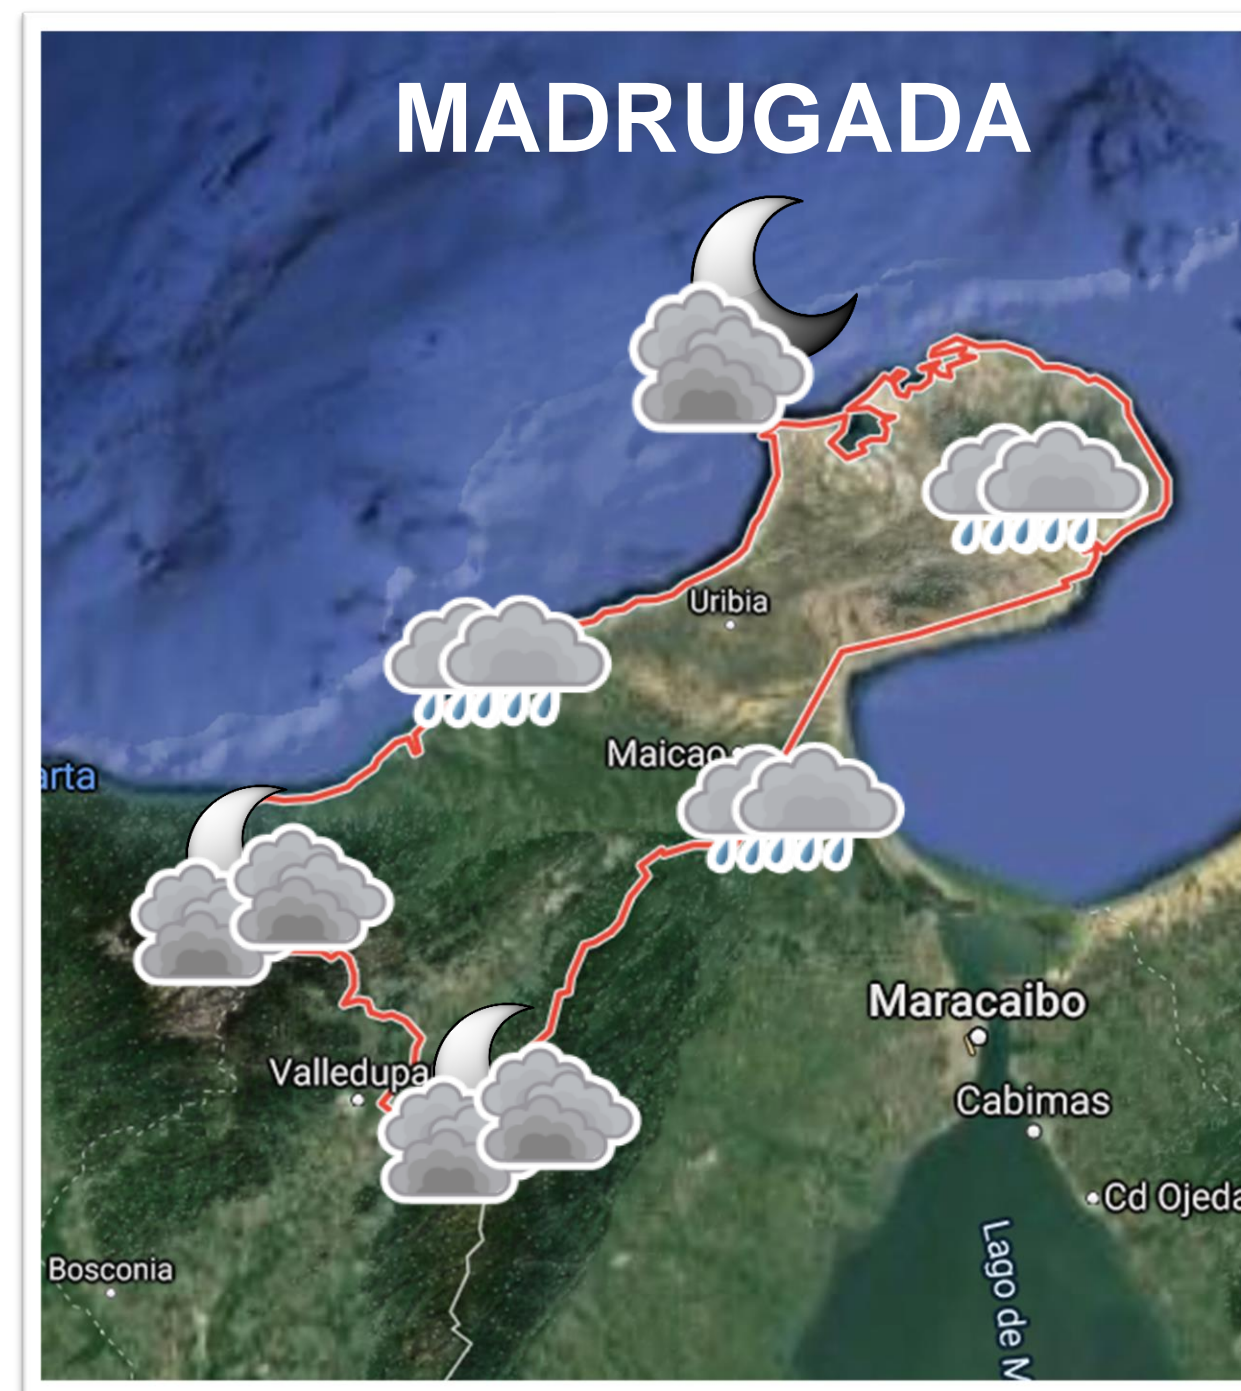 MADRUGADA
Uribia
Maicao
arta
Maracaibo
Valledupa
Cabimas
Cd Ojeda
Lago de M
Bosconia